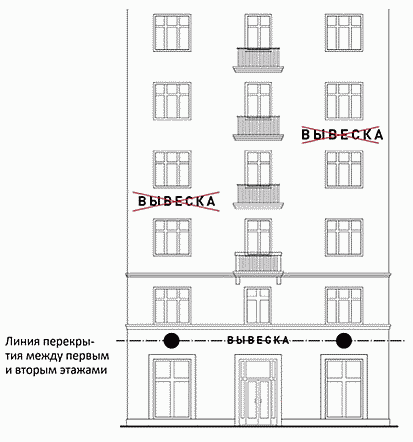 ВЫВЕСКА
ВЫВЕСКА
ВЫВЕСКА
Линия перекры-
тия между первым
и вторым этажами